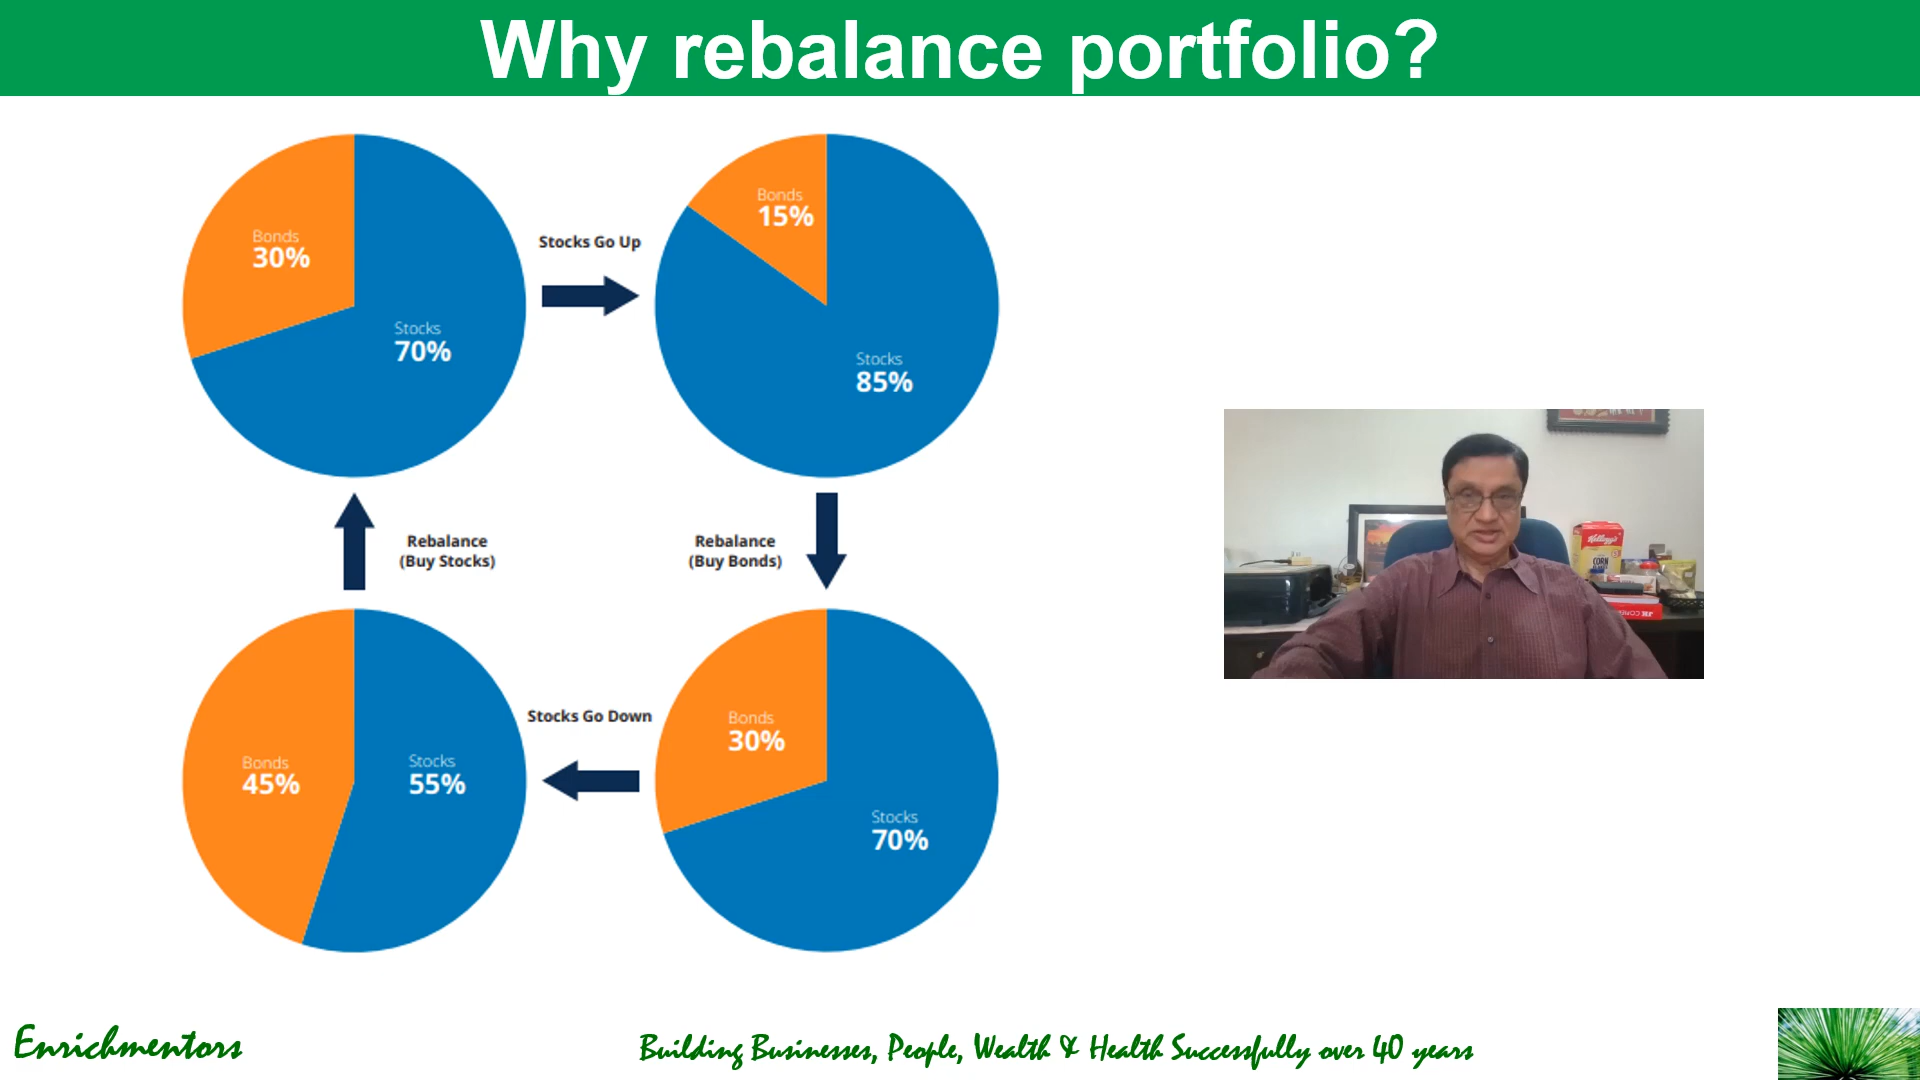 Why rebalance portfolio?
Bonds
30%
Stocks
70%
Stocks Go Up
Bonds
15%
Stocks
85%
Rebalance
(Buy Stocks)
Rebalance
(Buy Bonds)
Bonds
45%
Stocks
55%
Stocks Go Down
Bonds
30%
Stocks
70%
Kellogg's
CORN
Enrichmentors
Building Businesses, People, Wealth & Health Successfully over 40 years